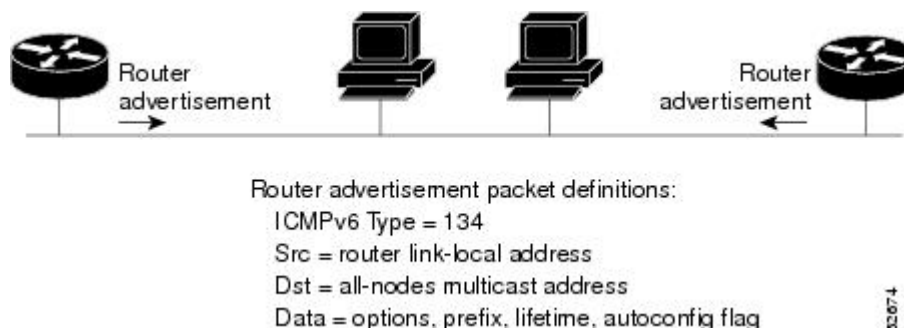 Router
advertisement
Router
advertisement
Router advertisement packet definitions:
ICMPv6 Type = 134
Src = router link-local address
Dst = all-nodes multicast address
Data = options, prefix, lifetime, autoconfig flag
52674